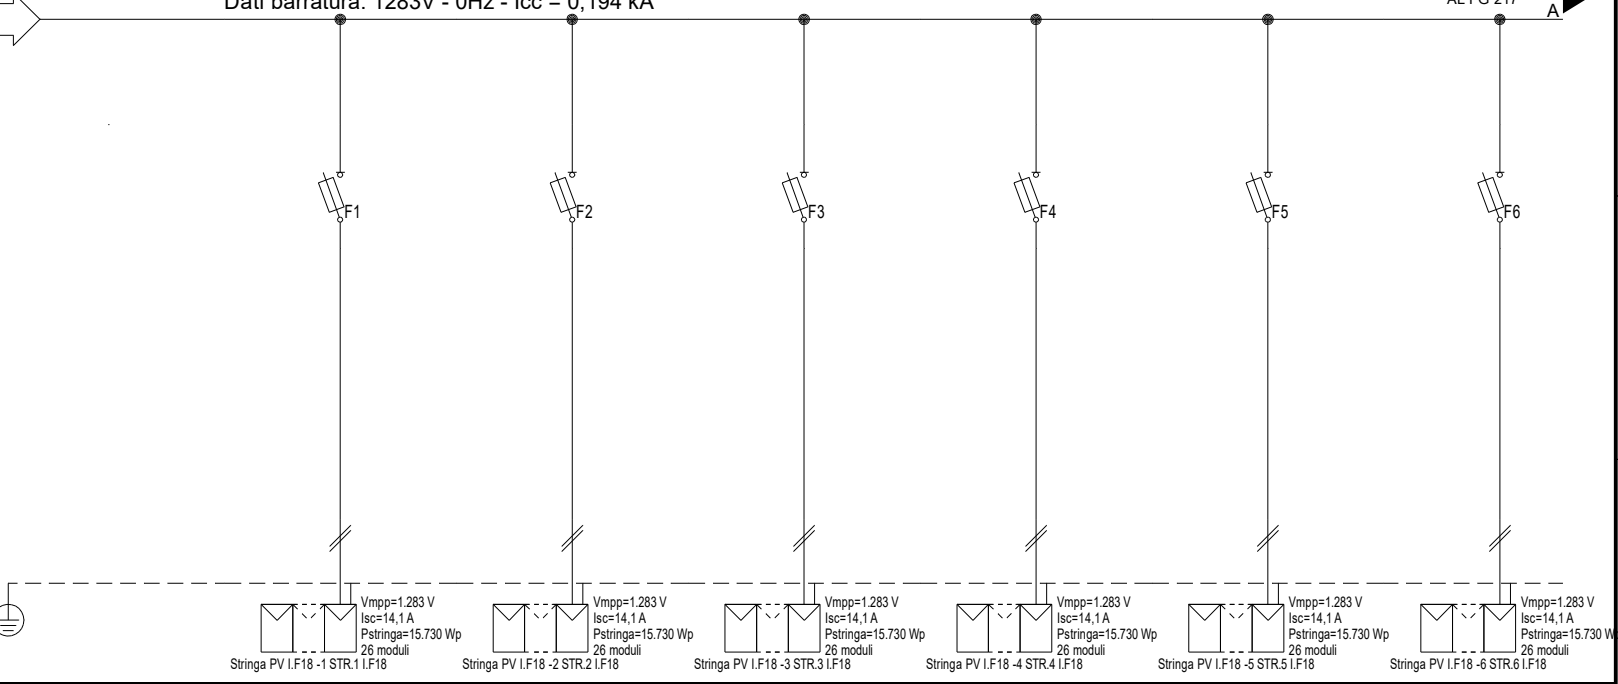 Dati barratura: 1283V - 0Hz - Icc = 0,194 kA
A
F1
F2
F3
F4
F5
F6
Vmpp=1.283 V
Isc=14,1 A
Pstringa=15.730 Wp
26 moduli
Stringa PV I.F18 -1 STR.1 I.F18
Vmpp=1.283 V
Isc=14,1 A
Pstringa=15.730 Wp
26 moduli
Stringa PV I.F18 -2 STR.2 I.F18
Vmpp=1.283 V
Isc=14,1 A
Pstringa=15.730 Wp
26 moduli
Stringa PV I.F18 -3 STR.3 I.F18
Vmpp=1.283 V
Isc=14,1 A
Pstringa=15.730 Wp
26 moduli
Stringa PV I.F18 -4 STR.4 I.F18
Vmpp=1.283 V
Isc=14,1 A
Pstringa=15.730 Wp
26 moduli
Stringa PV I.F18 -5 STR.5 I.F18
Vmpp=1.283 V
Isc=14,1 A
Pstringa=15.730 W
26 moduli
Stringa PV I.F18 -6 STR.6 I.F18